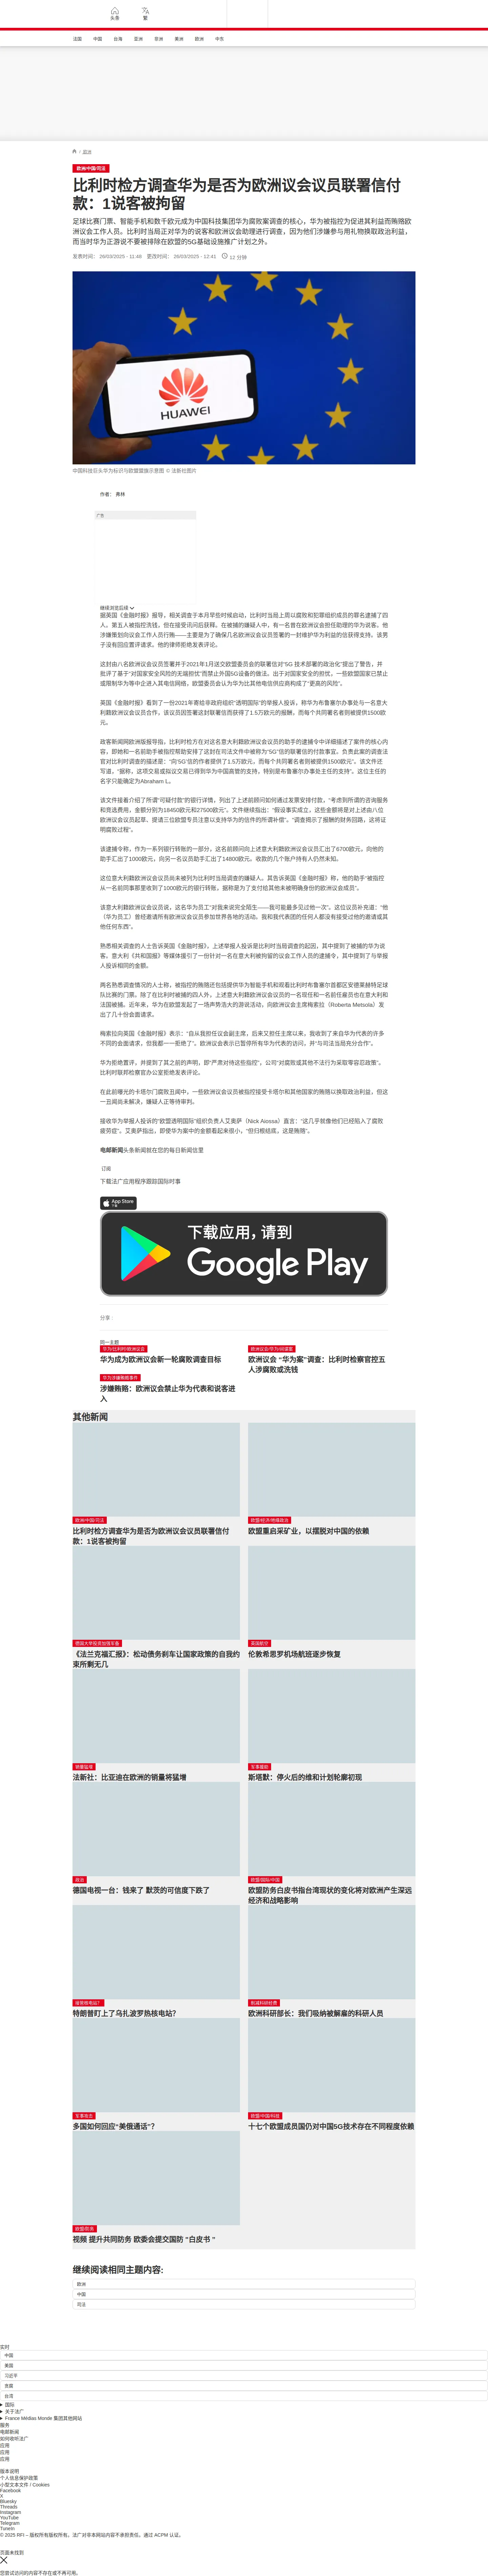 头条
繁
法国
中国
台海
亚洲
非洲
美洲
欧洲
中东
/ 政治
欧洲/中国/司法
比利时检方调查华为是否为欧洲议会议员联署信付
款：1说客被拘留
足球比赛门票、智能手机和数千欧元成为中国科技集团华为腐败案调查的核心，华为被指控为促进其利益而贿赂欧
洲议会工作人员。比利时当局正对华为的说客和欧洲议会助理进行调查，因为他们涉嫌参与用礼物换取政治利益，
而当时华为正游说不要被排除在欧盟的5G基础设施推广计划之外。
发表时间： 26/03/2025 - 11:46 更改时间： 26/03/2025 - 12:41 12 分钟
HUAWEI
中国科技巨头华为标识与欧盟盟旗示意图 © 法新社图片
作者： 弗林
广告
继续浏览后续
据英国《金融时报》报导，相关调查于本月早些时候启动，比利时当局上周以腐败和犯罪组织成员的罪名逮捕了四
人。第五人被指控洗钱，但在接受讯问后获释。在被捕的嫌疑人中，有一名曾在欧洲议会担任助理的华为说客。他
涉嫌策划向议会工作人员行贿——主要是为了确保几名欧洲议会议员签署的一封维护华为利益的信获得支持。该男
子没有回应置评请求。他的律师拒绝发表评论。
这封由八名欧洲议会议员签署并于2021年1月送交欧盟委员会的联署信对“5G 技术部署的政治化”提出了警告，并
批评了基于“对国家安全风险的无端担忧”而禁止外国5G设备的做法。出于对国家安全的担忧，一些欧盟国家已禁止
或限制华为等中企进入其电信网络，欧盟委员会认为华为比其他电信供应商构成了“更高的风险”。
英国《金融时报》看到了一份2021年寄给非政府组织“透明国际”的举报人投诉，称华为布鲁塞尔办事处与一名意大
利籍欧洲议会议员合作，该议员因签署这封联署信而获得了1.5万欧元的报酬，而每个共同署名者则被提供1500欧
元。
政客新闻网欧洲版报导指，比利时检方在对这名意大利籍欧洲议会议员的助手的逮捕令中详细描述了案件的核心内
容，即她和一名前助手被指控帮助安排了这封在司法文件中被称为“5G”信的联署信的付款事宜。负责此案的调查法
官对比利时调查的描述是：“向‘5G’信的作者提供了1.5万欧元，而每个共同署名者则被提供1500欧元”。该文件还
写道，“据称，这项交易或拟议交易已得到华为中国高管的支持，特别是布鲁塞尔办事处主任的支持”。这位主任的
名字只能确定为Abraham L。
该文件接着介绍了所谓“可疑付款”的银行详情，列出了上述前顾问如何通过发票安排付款，“考虑到所谓的咨询服务
和竞选费用，金额分别为18450欧元和27500欧元”。文件继续指出：“假设事实成立，这些金额将是对上述由八位
欧洲议会议员起草、提请三位欧盟专员注意以支持华为的信件的所谓补偿”。“调查揭示了报酬的财务回路，这将证
明腐败过程”。
该逮捕令称，作为一系列银行转账的一部分，这名前顾问向上述意大利籍欧洲议会议员汇出了6700欧元，向他的
助手汇出了1000欧元，向另一名议员助手汇出了14800欧元。收款的几个账户持有人仍然未知。
这位意大利籍欧洲议会议员尚未被列为比利时当局调查的嫌疑人。其告诉英国《金融时报》称，他的助手“被指控
从一名前同事那里收到了1000欧元的银行转账，据称是为了支付给其他未被明确身份的欧洲议会成员”。
该意大利籍欧洲议会议员说，这名华为员工“对我来说完全陌生——我可能最多见过他一次”。这位议员补充道：“他
（华为员工）曾经邀请所有欧洲议会议员参加世界各地的活动。我和我代表团的任何人都没有接受过他的邀请或其
他任何东西”。
熟悉相关调查的人士告诉英国《金融时报》，上述举报人投诉是比利时当局调查的起因，其中提到了被捕的华为说
客。意大利《共和国报》等媒体援引了一份针对一名在意大利被拘留的议会工作人员的逮捕令，其中提到了与举报
人投诉相同的金额。
两名熟悉调查情况的人士称，被指控的贿赂还包括提供华为智能手机和观看比利时布鲁塞尔首都区安德莱赫特足球
队比赛的门票。除了在比利时被捕的四人外，上述意大利籍欧洲议会议员的一名现任和一名前任雇员也在意大利和
法国被捕。近年来，华为在欧盟发起了一场声势浩大的游说活动，向欧洲议会主席梅索拉（Roberta Metsola）发
出了几十份会面请求。
梅索拉向英国《金融时报》表示：“自从我担任议会副主席，后来又担任主席以来，我收到了来自华为代表的许多
不同的会面请求，但我都一一拒绝了”。欧洲议会表示已暂停所有华为代表的访问，并“与司法当局充分合作”。
华为拒绝置评，并提到了其之前的声明，即“严肃对待这些指控”，公司“对腐败或其他不法行为采取零容忍政策”。
比利时联邦检察官办公室拒绝发表评论。
在此前曝光的卡塔尔门腐败丑闻中，一些欧洲议会议员被指控接受卡塔尔和其他国家的贿赂以换取政治利益，但这
一丑闻尚未解决，嫌疑人正等待审判。
接收华为举报人投诉的“欧盟透明国际”组织负责人艾奥萨（Nick Aiossa）直言：“这几乎就像他们已经陷入了腐败
疲劳症”。艾奥萨指出，即使华为案中的金额看起来很小，“但归根结底，这是贿赂”。
电邮新闻头条新闻就在您的每日新闻信里
订阅
下载法广应用程序跟踪国际时事
App Store
下载应用，请到
Google Play
分享 :
同一主题
华为/比利时/欧洲议会
华为成为欧洲议会新一轮腐败调查目标
欧洲议会/华为/间谍案
欧洲议会 “华为案”调查：比利时检察官控五
人涉腐败或洗钱
华为涉嫌贿赂事件
涉嫌贿赂：欧洲议会禁止华为代表和说客进
入
其他新闻
欧洲/中国/司法
比利时检方调查华为是否为欧洲议会议员联署信付
款：1说客被拘留
欧盟/经济/地缘政治
欧盟重启采矿业，以摆脱对中国的依赖
德国大举投资加强军备
《法兰克福汇报》：松动债务刹车让国家政策的自我约
束所剩无几
英国航空
伦敦希思罗机场航班逐步恢复
销量猛增
法新社：比亚迪在欧洲的销量将猛增
军事援助
斯塔默：停火后的维和计划轮廓初现
政治
德国电视一台：钱来了 默茨的可信度下跌了
欧盟/国际/中国
欧盟防务白皮书指台湾现状的变化将对欧洲产生深远
经济和战略影响
接管核电站？
特朗普盯上了乌扎波罗热核电站？
削减科研经费
欧洲科研部长：我们吸纳被解雇的科研人员
军事攻击
多国如何回应“美俄通话”？
欧盟/中国/科技
十七个欧盟成员国仍对中国5G技术存在不同程度依赖
欧盟/欧美
视频 提升共同防务 欧委会提交国防 “白皮书 ”
继续阅读相同主题内容:
欧洲
中国
司法
实时
中国
美国
习近平
贪腐
台湾
国际
关于法广
France Médias Monde 集团其他网站
服务
电邮新闻
如何收听法广
应用
应用
应用
版本说明
个人信息保护政策
小型文本文件 / Cookies
Facebook
X
Bluesky
Threads
Instagram
YouTube
Telegram
TuneIn
© 2025 RFI – 版权所有版权所有。法广对非本网站内容不承担责任。通过 ACPM 认证。
页面未找到
您尝试访问的内容不存在或不再可用。